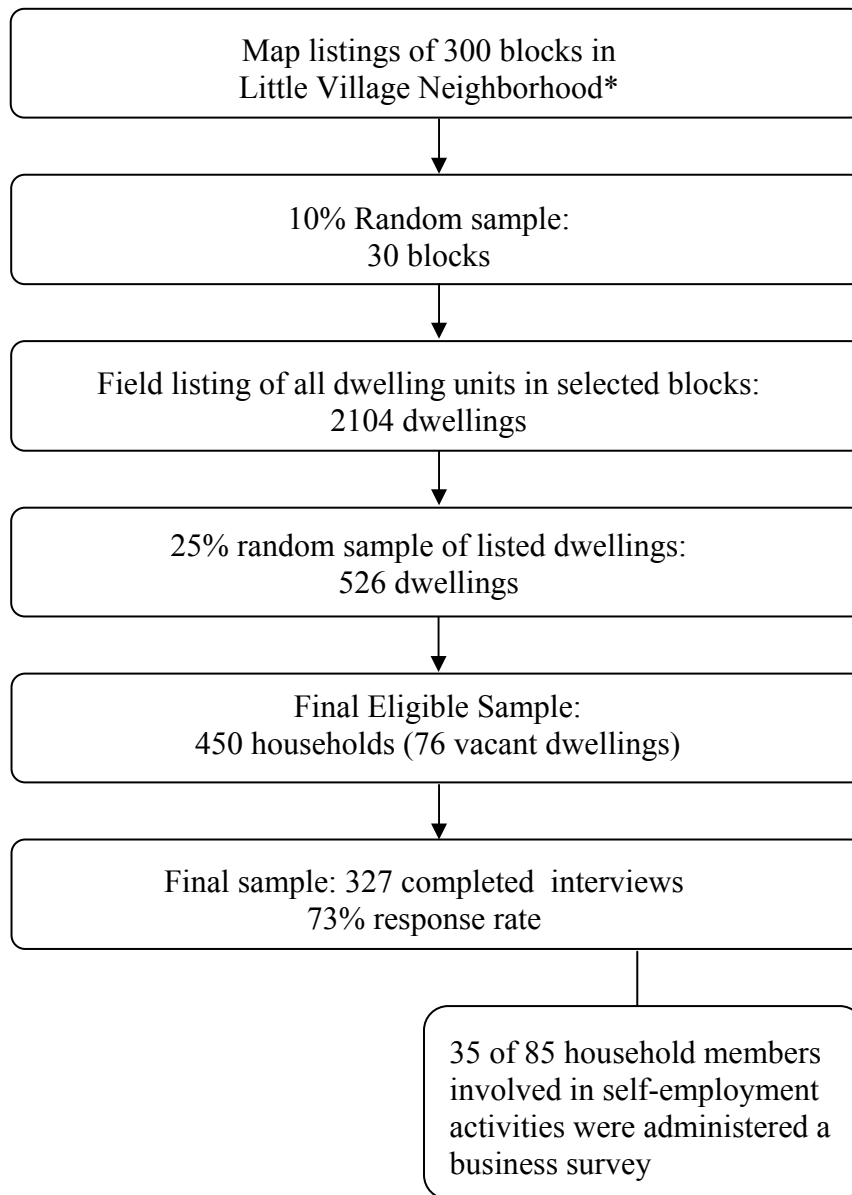 Map listings of 300 blocks in
Little Village Neighborhood*
10% Random sample:
30 blocks
Field listing of all dwelling units in selected blocks:
2104 dwellings
25% random sample of listed dwellings:
526 dwellings
Final Eligible Sample:
450 households (76 vacant dwellings)
Final sample: 327 completed interviews
73% response rate
35 of 85 household members
involved in self-employment
activities were administered a
business survey